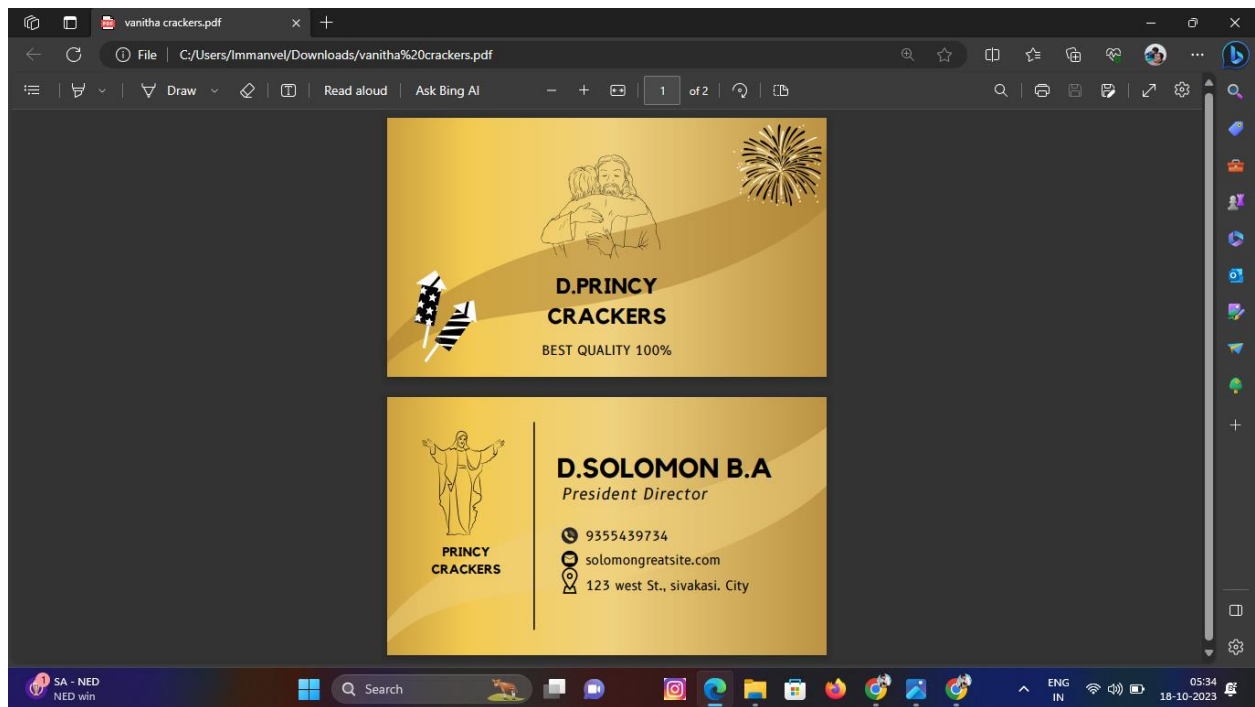 vanitha crackers.pdf
File C:/Users/Immanvel/Downloads/vanitha%20crackers.pdf
Draw Read aloud Ask Bing AI 1 of 2
D.PRINCY
CRACKERS
BEST QUALITY 100%
D.SOLOMON B.A
President Director
9355439734
solomongreatsite.com
123 west St., sivakasi. City
PRINCY
CRACKERS
1
SA - NED
NED win
Search
ENG
IN
05:34
18-10-2023